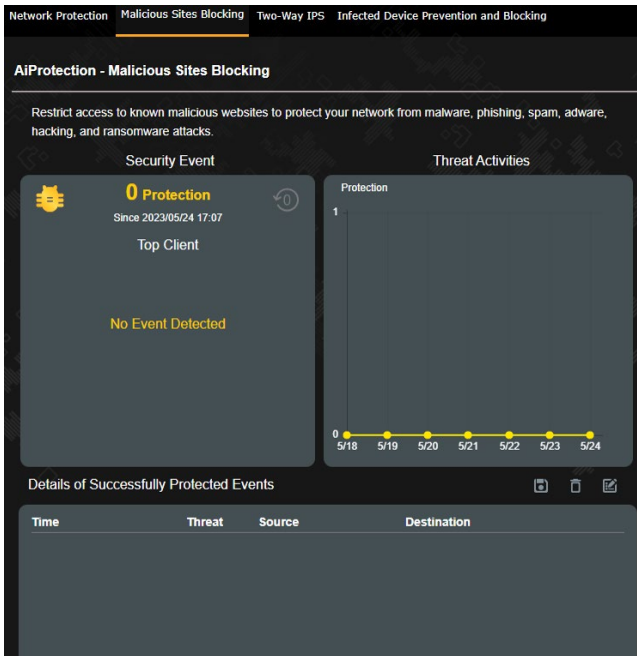 Network Protection Malicious Sites Blocking Two-Way IPS Infected Device Prevention and Blocking
AiProtection - Malicious Sites Blocking
Restrict access to known malicious websites to protect your network from malware, phishing, spam, adware,
hacking, and ransomware attacks.
Security Event
0 Protection
0
Since 2023/05/24 17:07
Top Client
No Event Detected
Threat Activities
Protection
1
0
5/18 5/19 5/20 5/21 5/22 5/23 5/24
Details of Successfully Protected Events
Time Threat Source Destination